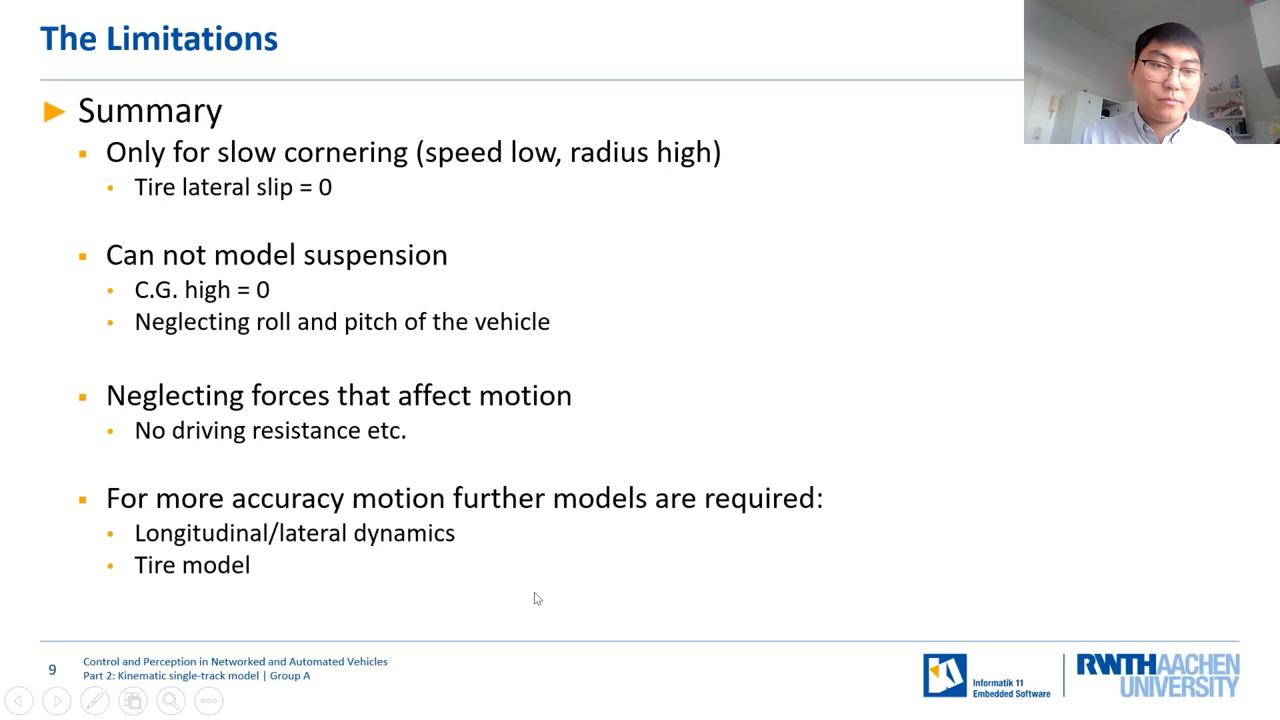 The Limitations
Summary
Only for slow cornering (speed low, radius high)
Tire lateral slip = 0
Can not model suspension
C.G. high = 0
Neglecting roll and pitch of the vehicle
Neglecting forces that affect motion
No driving resistance etc.
For more accuracy motion further models are required:
Longitudinal/lateral dynamics
Tire model
9
Control and Perception in Networked and Automated Vehicles
Part 2: Kinematic single-track model | Group A
Informatik 11
Embedded Software
RWTHAACHEN
UNIVERSITY